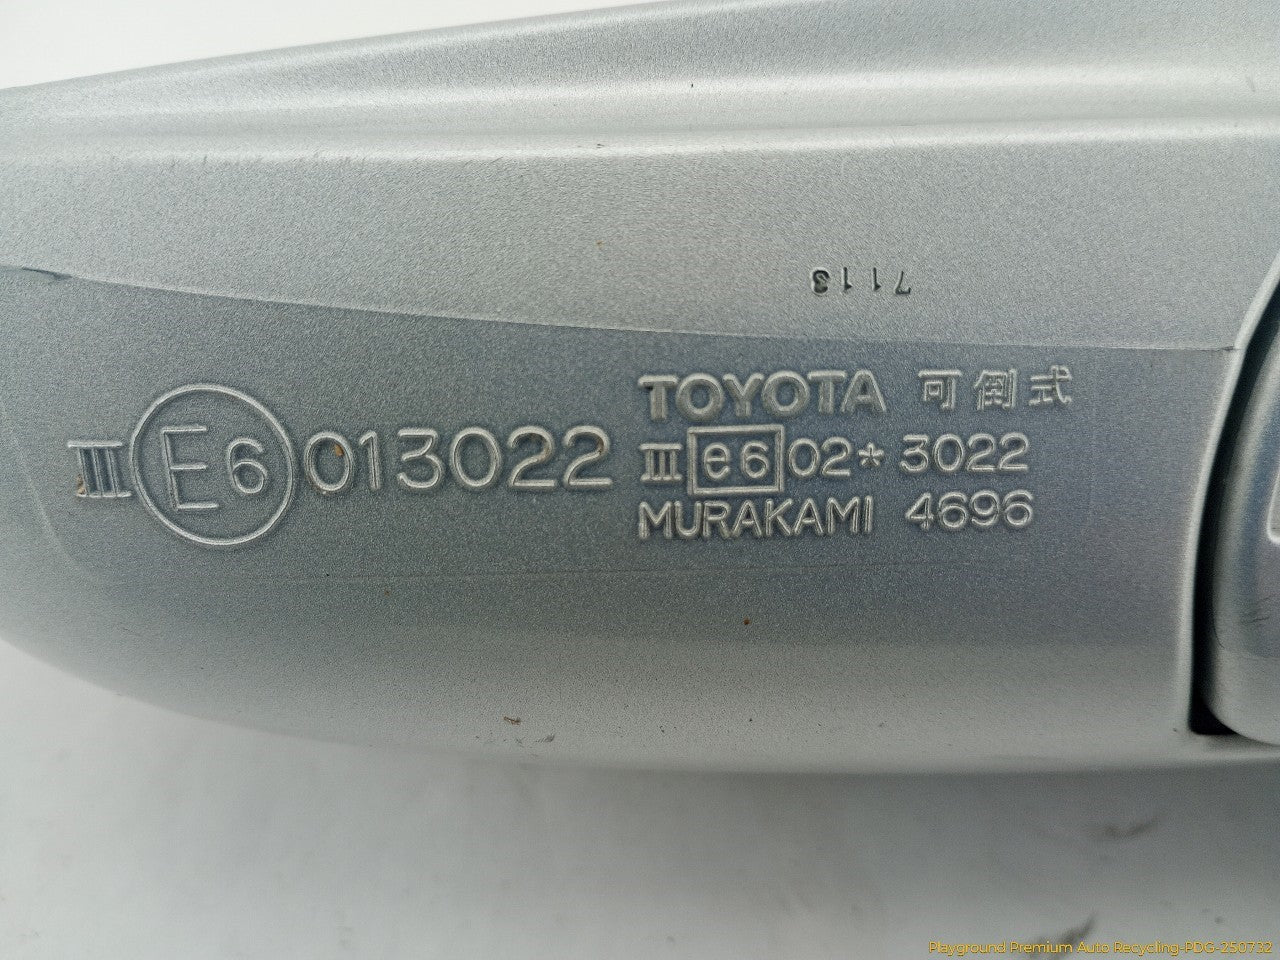 7113
TOYOTA 可倒式
III E6 013022
III e6 02* 3022
MURAKAMI 4696
Playground Premium Auto Recycling-PDG-250732